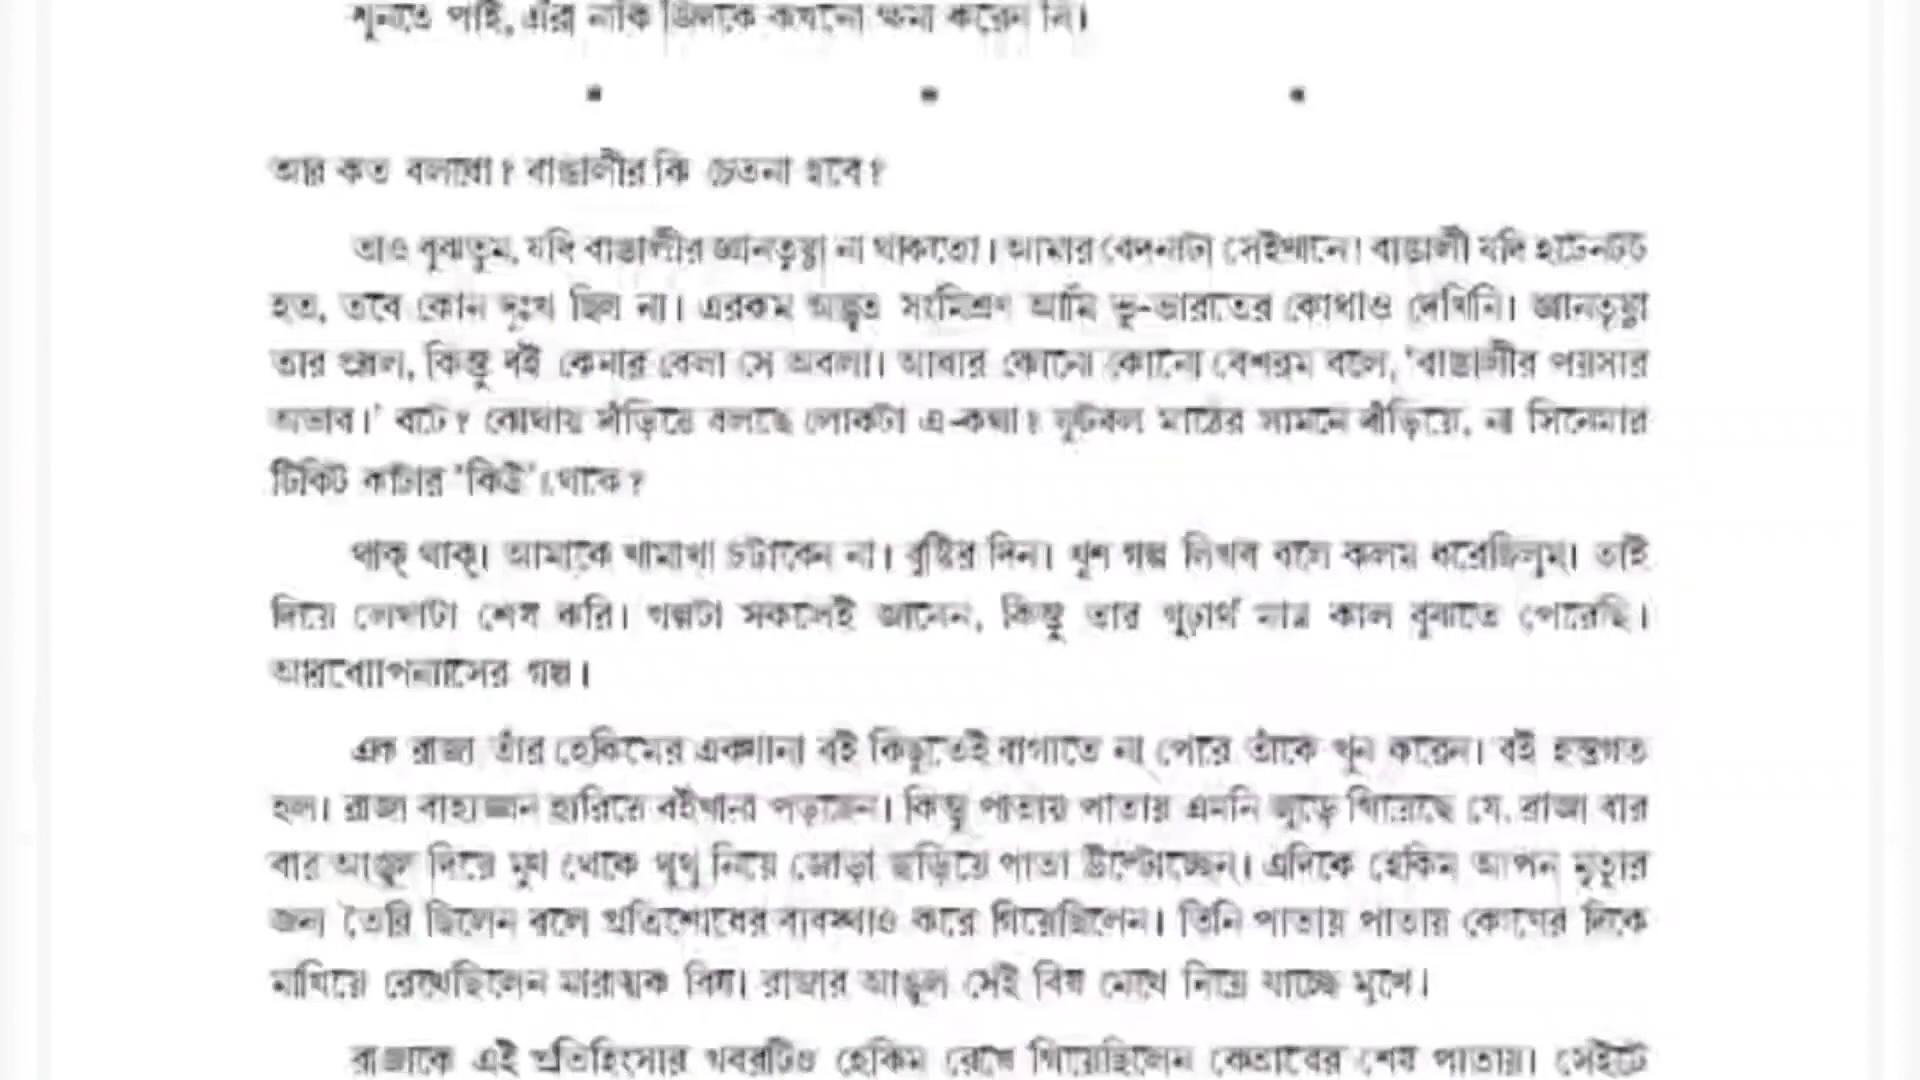 শুনতে পাই, এঁরা নাকি জিদকে কখনো ক্ষমা করেন নি।
আর কত বলবো? বাঙালীর কি চেতনা হবে?
তাও বুঝতুম, যদি বাঙালীর জ্ঞানতৃষ্ণা না থাকতো। আমার বেদনাটা সেইখানে। বাঙালী যদি হটেনটট
হত, তবে কোন দুঃখ ছিল না। এরকম অদ্ভুত সংমিশ্রণ আমি ভূ-ভারতের কোথাও দেখিনি। জ্ঞানতৃষ্ণা
তার প্রবল, কিন্তু বই কেনার বেলা সে অবলা। আবার কোনো কোনো বেশরম বলে, 'বাঙালীর পয়সার
অভাব।' বটে? কোথায় দাঁড়িয়ে বলছে লোকটা এ-কথা? ফুটবল মাঠের সামনে দাঁড়িয়ে, না সিনেমার
টিকিট কাটার 'কিউ' থেকে?
থাক্ থাক্। আমাকে খামাখা চটাবেন না। বৃষ্টির দিন। খুশ গল্প লিখব বলে কলম ধরেছিলুম। তাই
দিয়ে লেখাটা শেষ করি। গল্পটা সকলেই জানেন, কিন্তু তার গূঢ়ার্থ মাত্র কাল বুঝতে পেরেছি।
আরব্যোপন্যাসের গল্প।
এক রাজা তাঁর হেকিমের একখানা বই কিছুতেই বাগাতে না পেরে তাঁকে খুন করেন। বই হস্তগত
হল। রাজা বাহ্যজ্ঞান হারিয়ে বইখানা পড়ছেন। কিন্তু পাতায় পাতায় এমনি জুড়ে গিয়েছে যে, রাজা বার
বার আঙুল দিয়ে মুখ থেকে থুথু নিয়ে জোড়া ছাড়িয়ে পাতা উল্টোচ্ছেন। এদিকে হেকিম আপন মৃত্যুর
জন্য তৈরি ছিলেন বলে প্রতিশোধের ব্যবস্থাও করে গিয়েছিলেন। তিনি পাতায় পাতায় কোণের দিকে
মাখিয়ে রেখেছিলেন মারাত্মক বিষ। রাজার আঙুল সেই বিষ মেখে নিয়ে যাচ্ছে মুখে।
রাজাকে এই প্রতিহিংসার খবরটিও হেকিম রেখে গিয়েছিলেন কেতাবের শেষ পাতায়। সেইটে